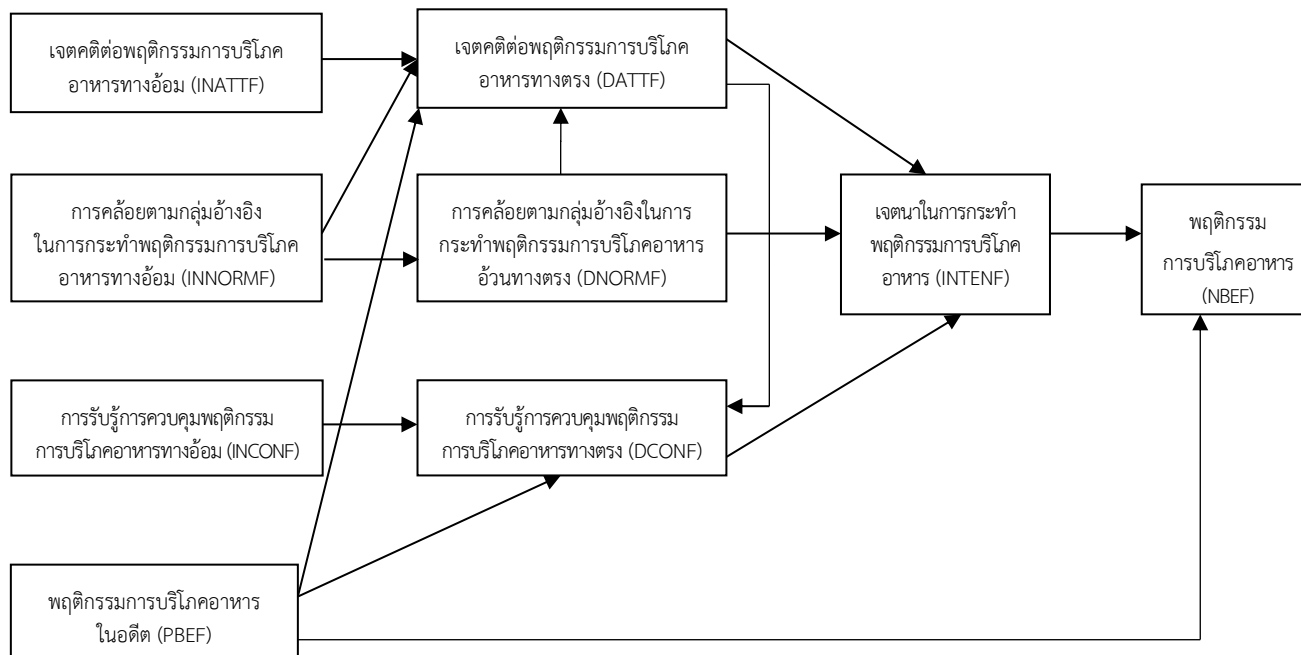 เจตคติต่อพฤติกรรมการบริโภค
อาหารทางอ้อม (INATTF)
เจตคติต่อพฤติกรรมการบริโภค
อาหารทางตรง (DATTF)
การคล้อยตามกลุ่มอ้างอิง
ในการกระทำพฤติกรรมการบริโภค
อาหารทางอ้อม (INNORMF)
การคล้อยตามกลุ่มอ้างอิงในการ
กระทำพฤติกรรมการบริโภคอาหาร
อ้วนทางตรง (DNORMF)
เจตนาในการกระทำ
พฤติกรรมการบริโภค
อาหาร (INTENF)
พฤติกรรม
การบริโภคอาหาร
(NBEF)
การรับรู้การควบคุมพฤติกรรม
การบริโภคอาหารทางอ้อม (INCONF)
การรับรู้การควบคุมพฤติกรรม
การบริโภคอาหารทางตรง (DCONF)
พฤติกรรมการบริโภคอาหาร
ในอดีต (PBEF)